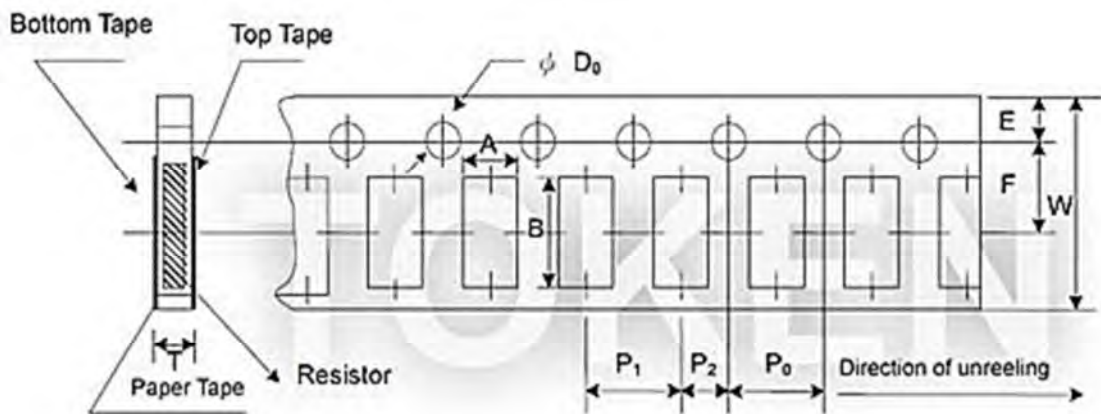 Bottom Tape
Top Tape
ϕ D₀
E
A
F
W
B
T
P₁ P₂ P₀
Direction of unreeling
Resistor
Paper Tape
TOKEN